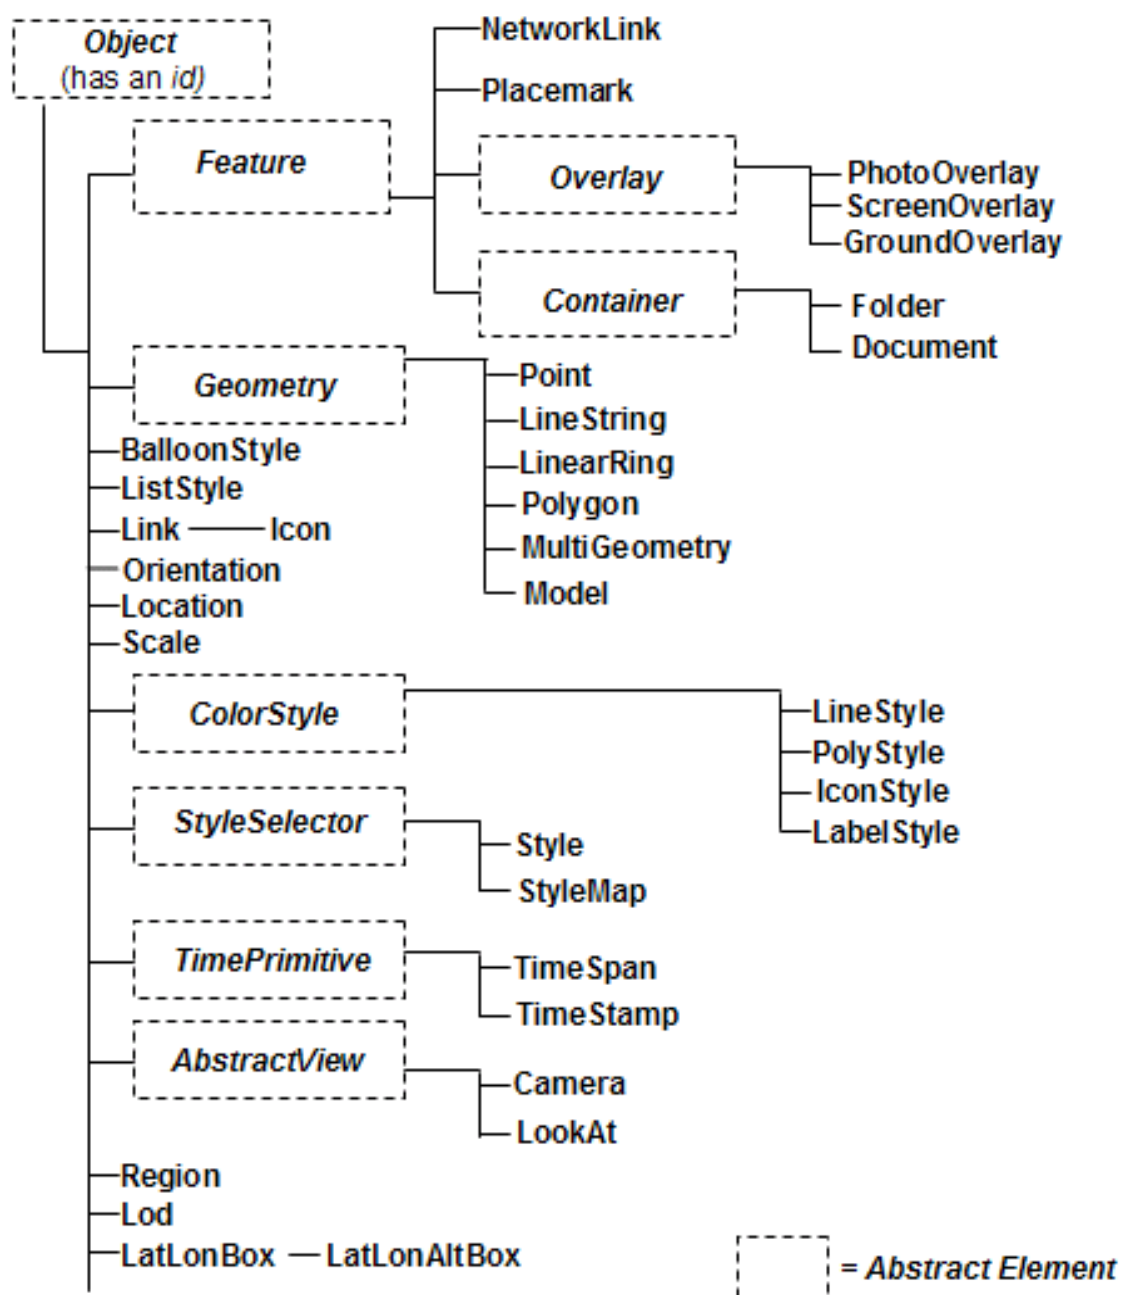 Object
(has an id)
NetworkLink
Placemark
Feature
Overlay
PhotoOverlay
ScreenOverlay
GroundOverlay
Container
Folder
Document
Geometry
Point
LineString
LinearRing
Polygon
MultiGeometry
Model
BalloonStyle
ListStyle
Link Icon
Orientation
Location
Scale
ColorStyle
LineStyle
PolyStyle
IconStyle
LabelStyle
StyleSelector
Style
StyleMap
TimePrimitive
TimeSpan
TimeStamp
AbstractView
Camera
LookAt
Region
Lod
LatLonBox LatLonAltBox
= Abstract Element